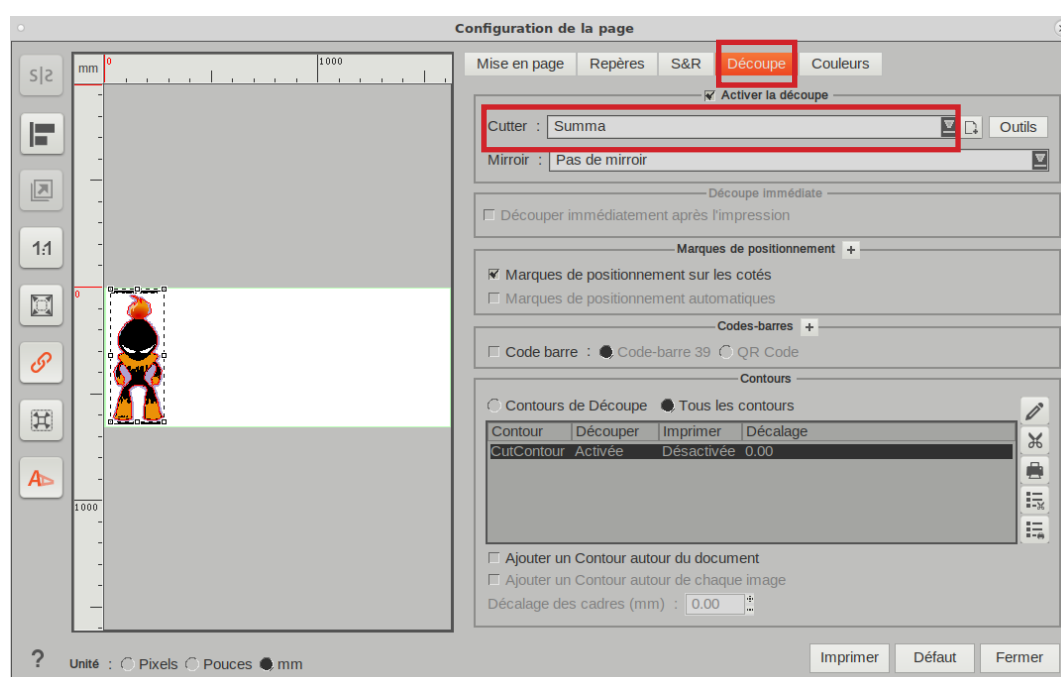 Configuration de la page
S|S
mm 0 1000
Mise en page Repères S&R Découpe Couleurs
Activer la découpe
Cutter : Summa Outils
Mirroir : Pas de mirroir
Découpe immédiate
Découper immédiatement après l'impression
1:1
Marques de positionnement +
Marques de positionnement sur les cotés
0
Marques de positionnement automatiques
Codes-barres +
Code barre : Code-barre 39 QR Code
Contours
Contours de Découpe Tous les contours
Contour Découper Imprimer Décalage
CutContour Activée Désactivée 0.00
A
1000
Ajouter un Contour autour du document
Ajouter un Contour autour de chaque image
Décalage des cadres (mm) : 0.00
? Unité : Pixels Pouces mm
Imprimer Défaut Fermer